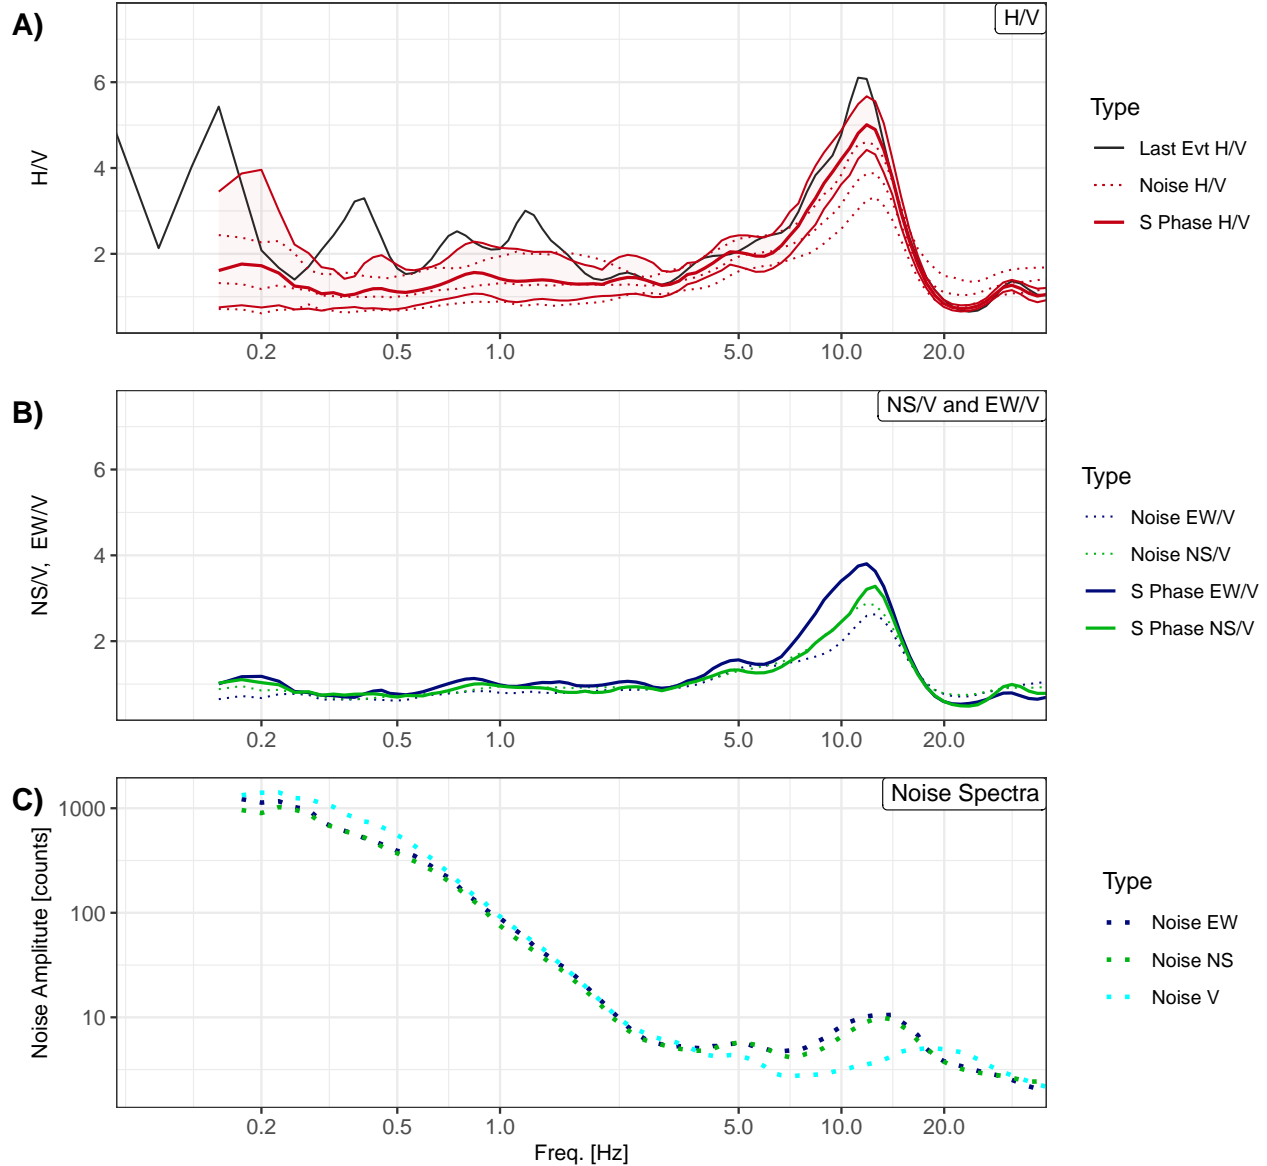 A)
H/V
6
4
2
H/V
0.2 0.5 1.0 5.0 10.0 20.0
Type
Last Evt H/V
Noise H/V
S Phase H/V
B)
NS/V and EW/V
6
4
2
NS/V, EW/V
0.2 0.5 1.0 5.0 10.0 20.0
Type
Noise EW/V
Noise NS/V
S Phase EW/V
S Phase NS/V
C)
Noise Spectra
1000
100
10
Noise Amplitute [counts]
0.2 0.5 1.0 5.0 10.0 20.0
Freq. [Hz]
Type
Noise EW
Noise NS
Noise V